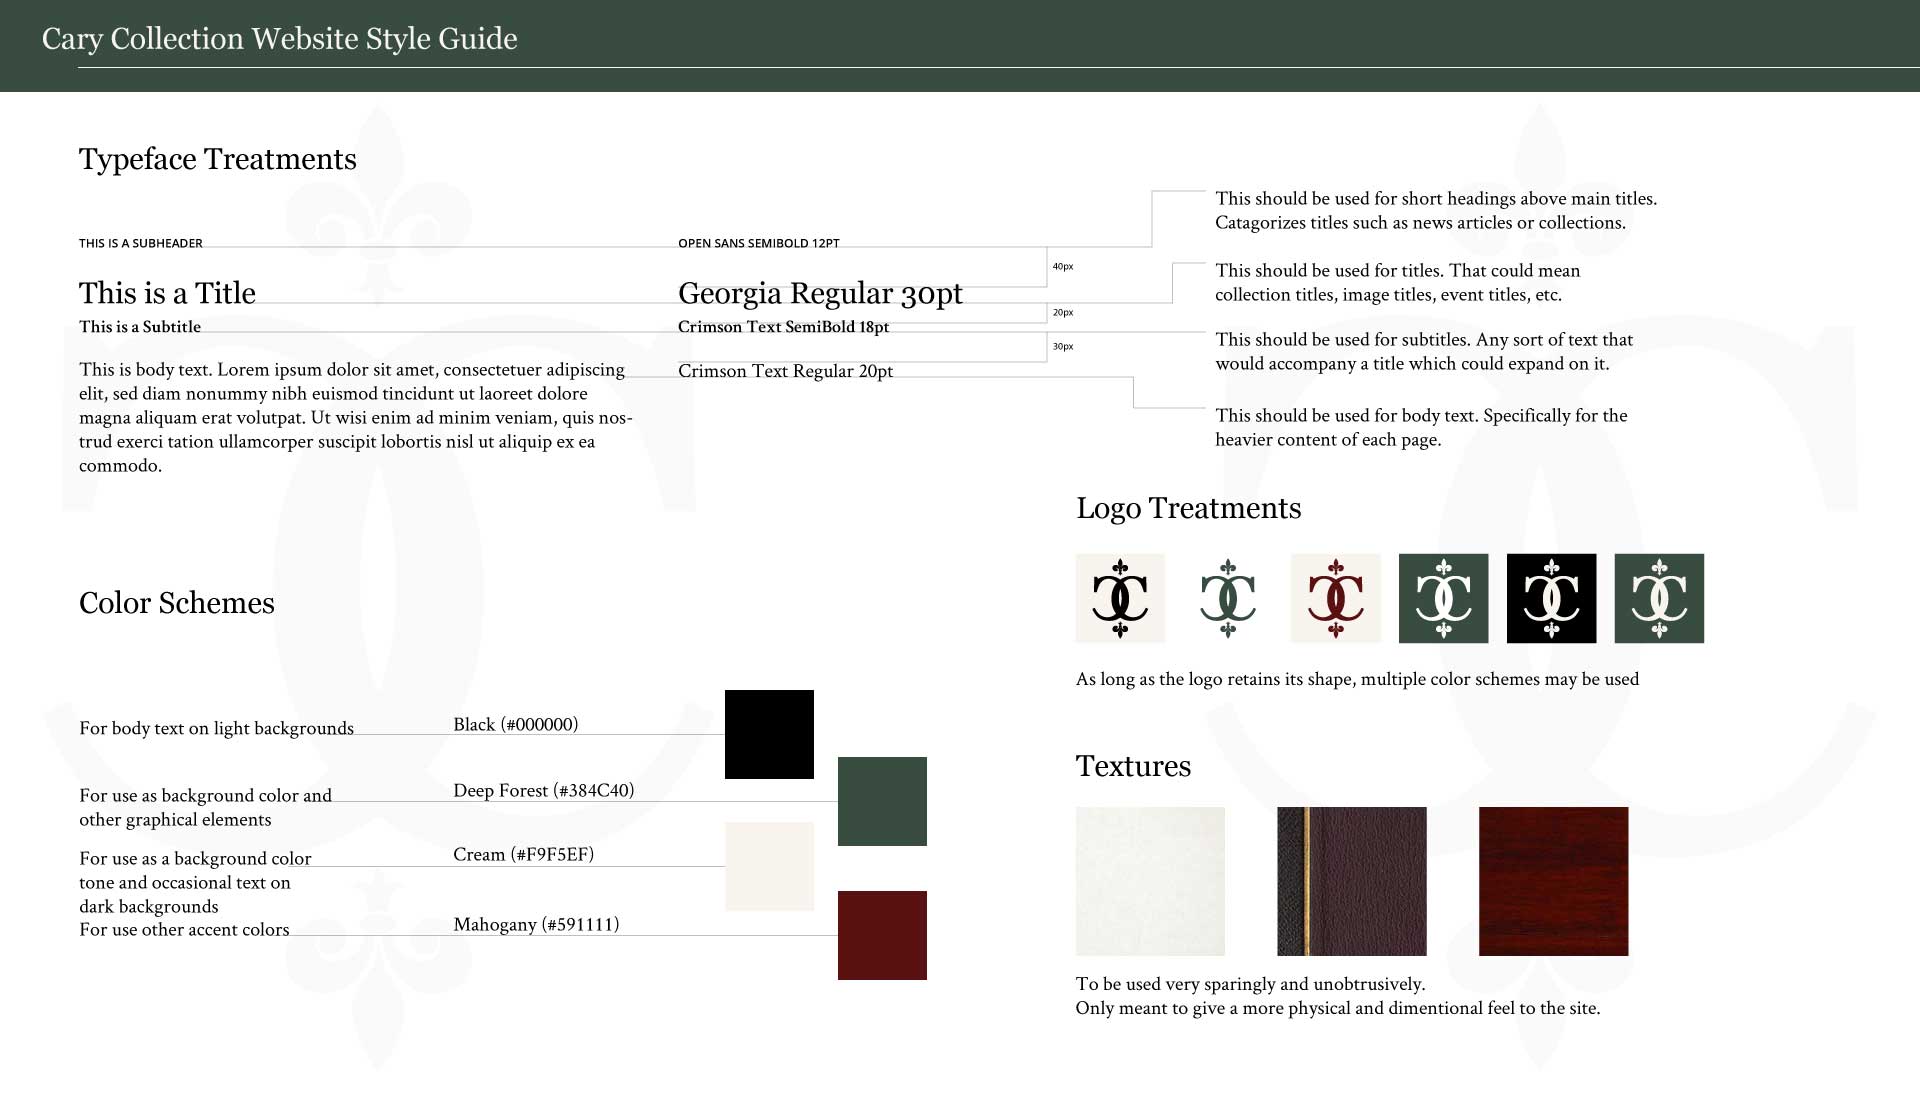 Cary Collection Website Style Guide
Typeface Treatments
THIS IS A SUBHEADER
OPEN SANS SEMIBOLD 12PT
This should be used for short headings above main titles.
Catagorizes titles such as news articles or collections.
40px
This is a Title
Georgia Regular 30pt
This should be used for titles. That could mean
collection titles, image titles, event titles, etc.
20px
This is a Subtitle
Crimson Text SemiBold 18pt
This should be used for subtitles. Any sort of text that
would accompany a title which could expand on it.
30px
This is body text. Lorem ipsum dolor sit amet, consectetuer adipiscing
elit, sed diam nonummy nibh euismod tincidunt ut laoreet dolore
magna aliquam erat volutpat. Ut wisi enim ad minim veniam, quis nos-
trud exerci tation ullamcorper suscipit lobortis nisl ut aliquip ex ea
commodo.
Crimson Text Regular 20pt
This should be used for body text. Specifically for the
heavier content of each page.
Color Schemes
For body text on light backgrounds
Black (#000000)
For use as background color and
other graphical elements
Deep Forest (#384C40)
For use as a background color
tone and occasional text on
dark backgrounds
Cream (#F9F5EF)
For use other accent colors
Mahogany (#591111)
Logo Treatments
As long as the logo retains its shape, multiple color schemes may be used
Textures
To be used very sparingly and unobtrusively.
Only meant to give a more physical and dimentional feel to the site.